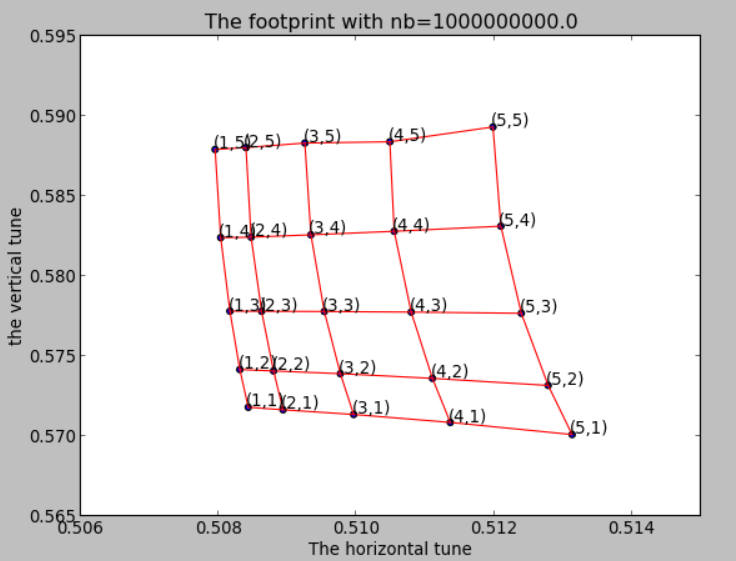 The footprint with nb=1000000000.0
0.595
0.590
0.585
0.580
0.575
0.570
0.565
the vertical tune
(1,5) (2,5) (3,5) (4,5) (5,5)
(1,4) (2,4) (3,4) (4,4) (5,4)
(1,3) (2,3) (3,3) (4,3) (5,3)
(1,2) (2,2) (3,2) (4,2) (5,2)
(1,1) (2,1) (3,1) (4,1) (5,1)
0.506 0.508 0.510 0.512 0.514
The horizontal tune